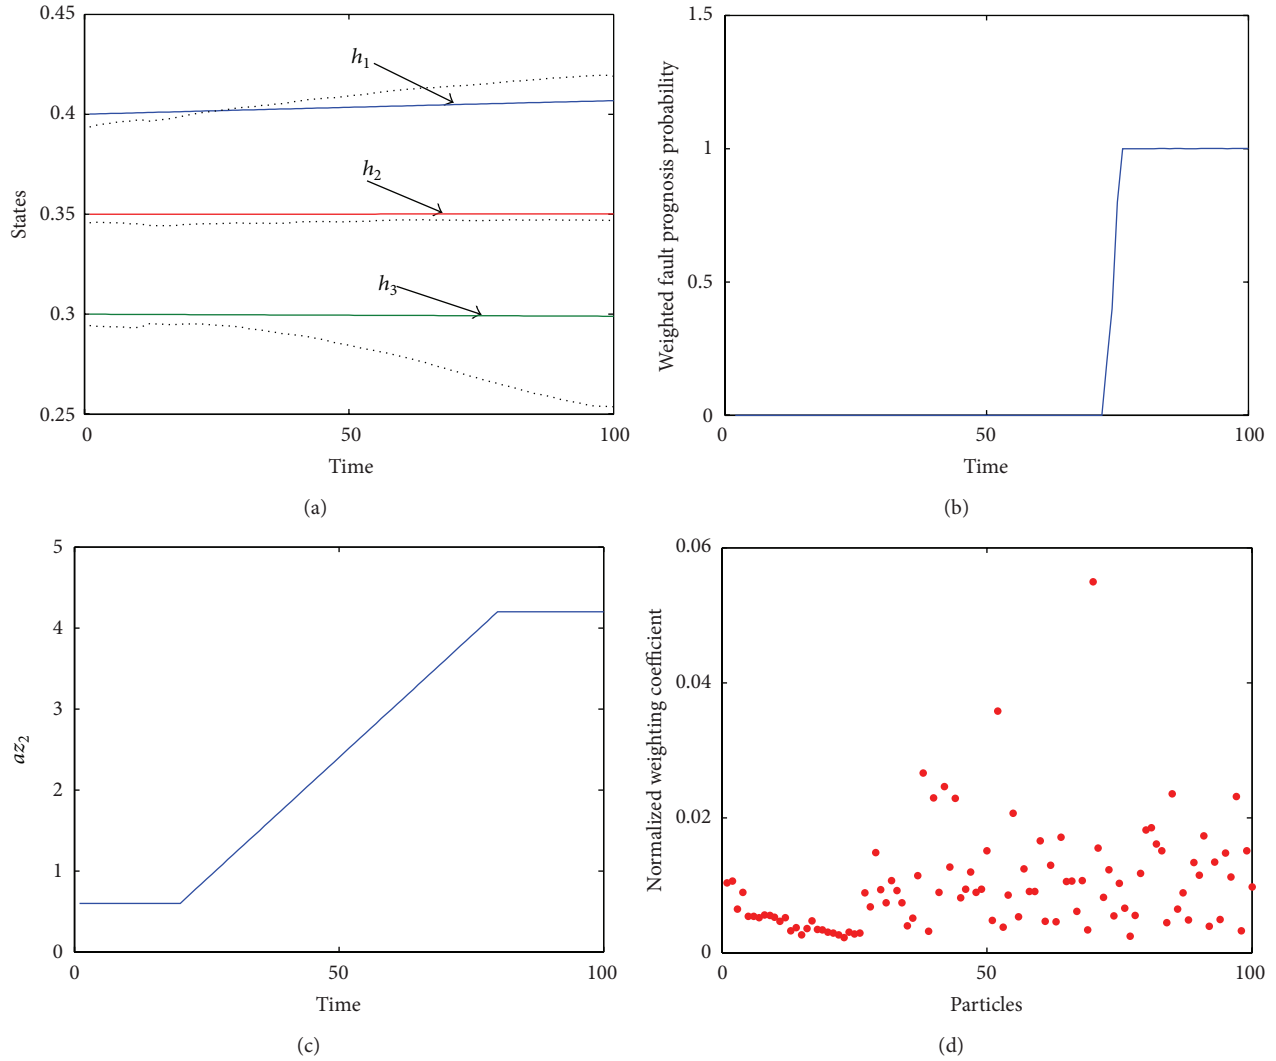 0.45
0.4
0.35
0.3
0.25
States
h1
h2
h3
0
50
100
Time
(a)
1.5
1
0.5
0
Weighted fault prognosis probability
0
50
100
Time
(b)
5
4
3
2
1
0
az2
0
50
100
Time
(c)
0.06
0.04
0.02
0
Normalized weighting coefficient
0
50
100
Particles
(d)